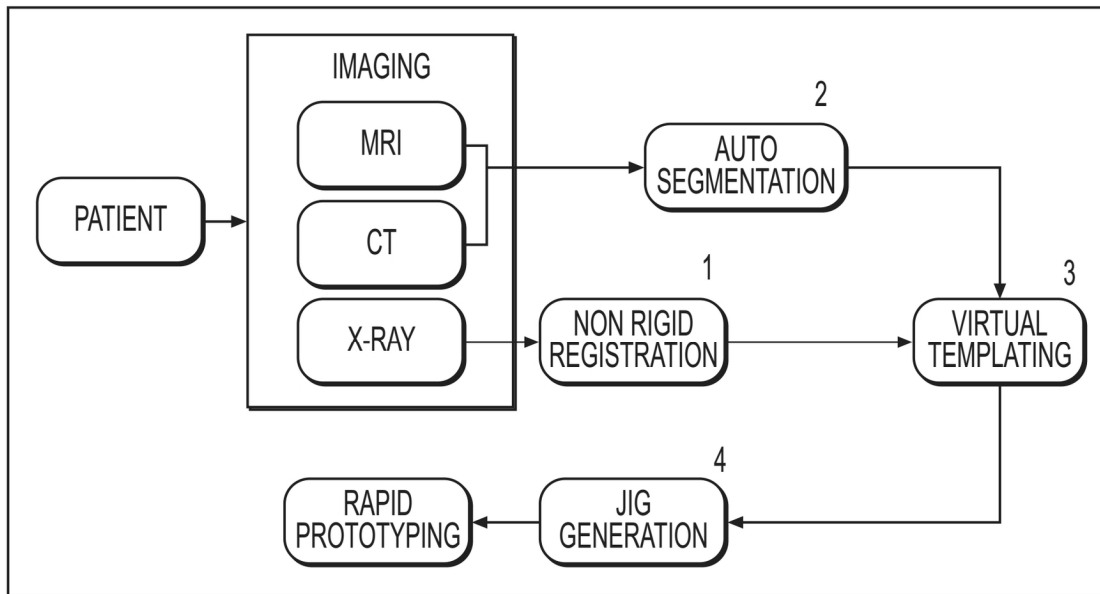 IMAGING
MRI
2
AUTO
SEGMENTATION
PATIENT
CT
1
3
X-RAY
NON RIGID
REGISTRATION
VIRTUAL
TEMPLATING
4
RAPID
PROTOTYPING
JIG
GENERATION